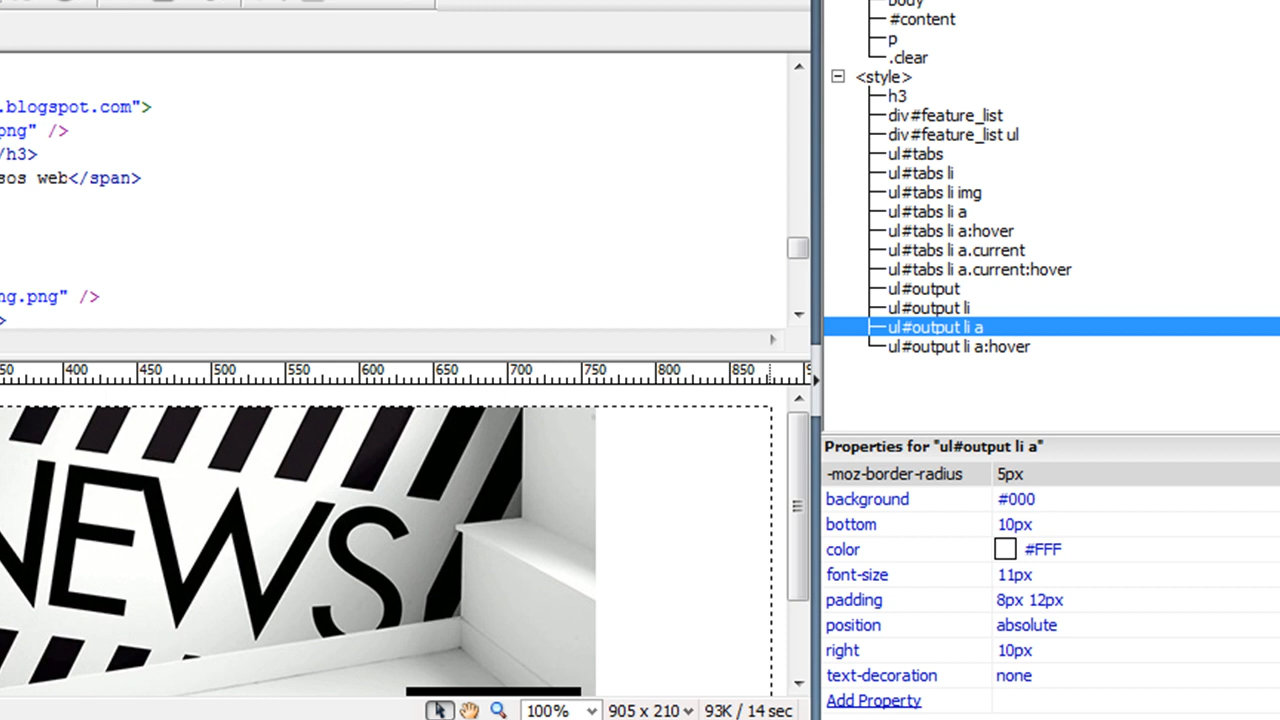 body
#content
p
.clear
<style>
h3
div#feature_list
div#feature_list ul
ul#tabs
ul#tabs li
ul#tabs li img
ul#tabs li a
ul#tabs li a:hover
ul#tabs li a.current
ul#tabs li a.current:hover
ul#output
ul#output li
ul#output li a
ul#output li a:hover
.blogspot.com">
png" />
/h3>
sos web</span>
ng.png" />
>
50 400 450 500 550 600 650 700 750 800 850 9
NEWS
Properties for "ul#output li a"
-moz-border-radius 5px
background #000
bottom 10px
color #FFF
font-size 11px
padding 8px 12px
position absolute
right 10px
text-decoration none
Add Property
100% 905 x 210 93K / 14 sec